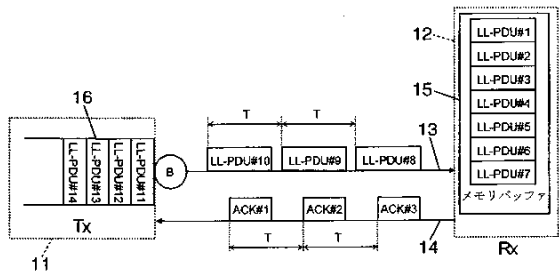 12
LL-PDU#1
LL-PDU#2
15
LL-PDU#3
LL-PDU#4
LL-PDU#5
LL-PDU#6
LL-PDU#7
メモリバッファ
Rx
16
T
T
13
LL-PDU#14
LL-PDU#13
LL-PDU#12
LL-PDU#11
B
LL-PDU#10
LL-PDU#9
LL-PDU#8
Tx
ACK#1
ACK#2
ACK#3
T
T
14
11